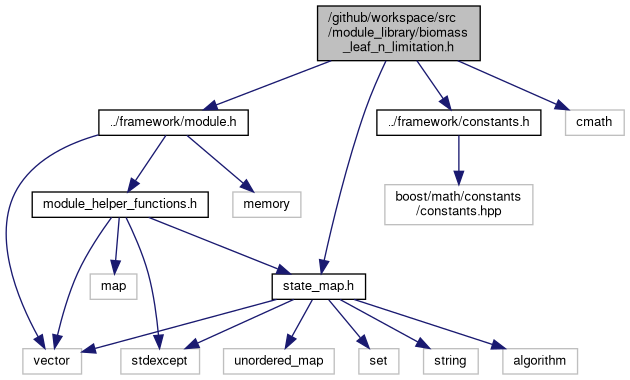 /github/workspace/src
/module_library/biomass
_leaf_n_limitation.h
../framework/module.h
../framework/constants.h
cmath
module_helper_functions.h
memory
boost/math/constants
/constants.hpp
map
state_map.h
vector
stdexcept
unordered_map
set
string
algorithm